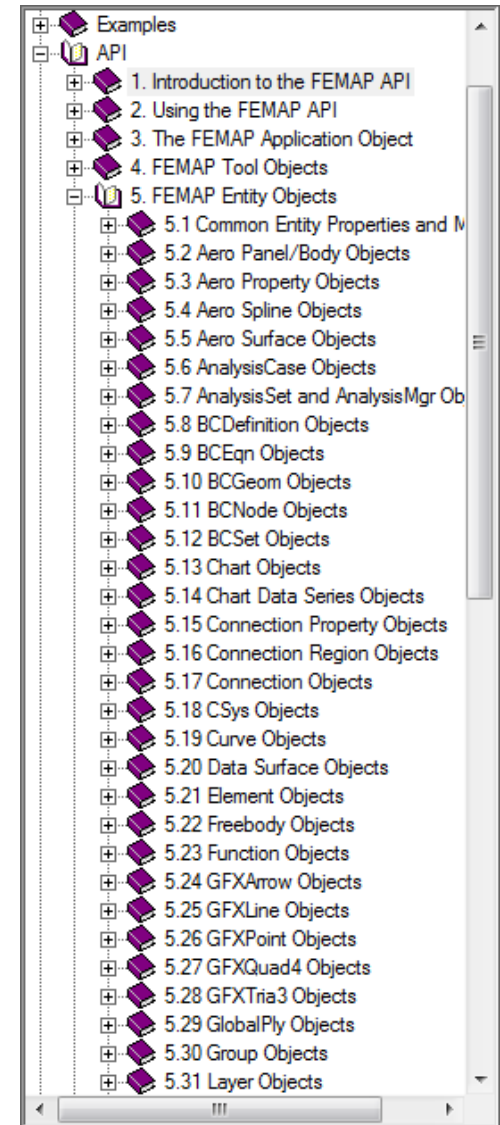 Examples
API
1. Introduction to the FEMAP API
2. Using the FEMAP API
3. The FEMAP Application Object
4. FEMAP Tool Objects
5. FEMAP Entity Objects
5.1 Common Entity Properties and M
5.2 Aero Panel/Body Objects
5.3 Aero Property Objects
5.4 Aero Spline Objects
5.5 Aero Surface Objects
5.6 AnalysisCase Objects
5.7 AnalysisSet and AnalysisMgr Ob
5.8 BCDefinition Objects
5.9 BCEqn Objects
5.10 BCGeom Objects
5.11 BCNode Objects
5.12 BCSet Objects
5.13 Chart Objects
5.14 Chart Data Series Objects
5.15 Connection Property Objects
5.16 Connection Region Objects
5.17 Connection Objects
5.18 CSys Objects
5.19 Curve Objects
5.20 Data Surface Objects
5.21 Element Objects
5.22 Freebody Objects
5.23 Function Objects
5.24 GFXArrow Objects
5.25 GFXLine Objects
5.26 GFXPoint Objects
5.27 GFXQuad4 Objects
5.28 GFXTria3 Objects
5.29 GlobalPly Objects
5.30 Group Objects
5.31 Layer Objects